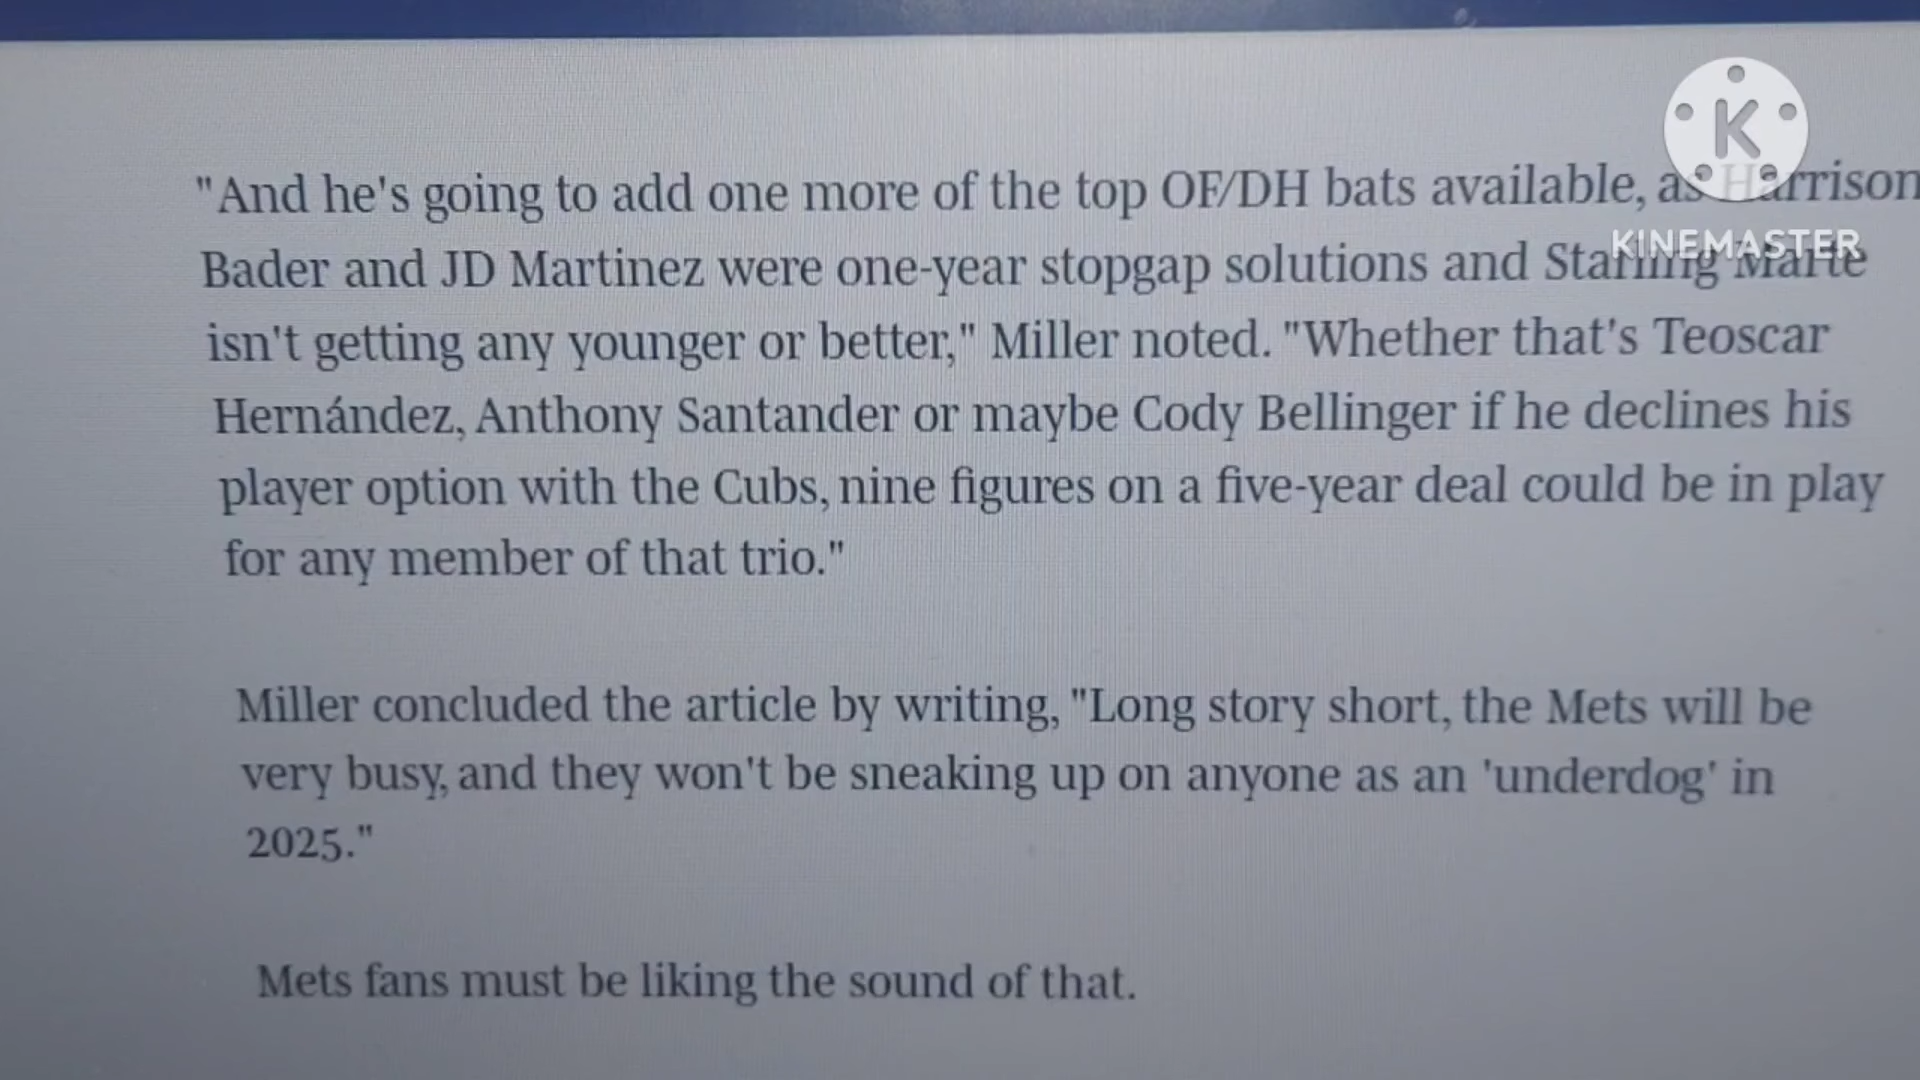 "And he's going to add one more of the top OF/DH bats available, as Harrison
Bader and JD Martinez were one-year stopgap solutions and Starling Marte
isn't getting any younger or better," Miller noted. "Whether that's Teoscar
Hernández, Anthony Santander or maybe Cody Bellinger if he declines his
player option with the Cubs, nine figures on a five-year deal could be in play
for any member of that trio."
Miller concluded the article by writing, "Long story short, the Mets will be
very busy, and they won't be sneaking up on anyone as an 'underdog' in
2025."
Mets fans must be liking the sound of that.
K
KINEMASTER